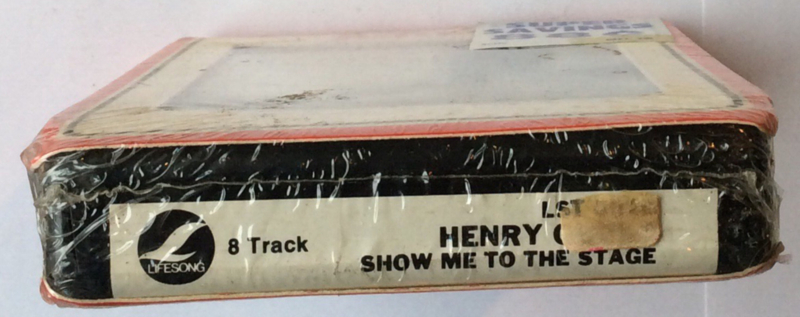 SUPER
SAVINGS
LST
HENRY G
SHOW ME TO THE STAGE
8 Track
LIFESONG